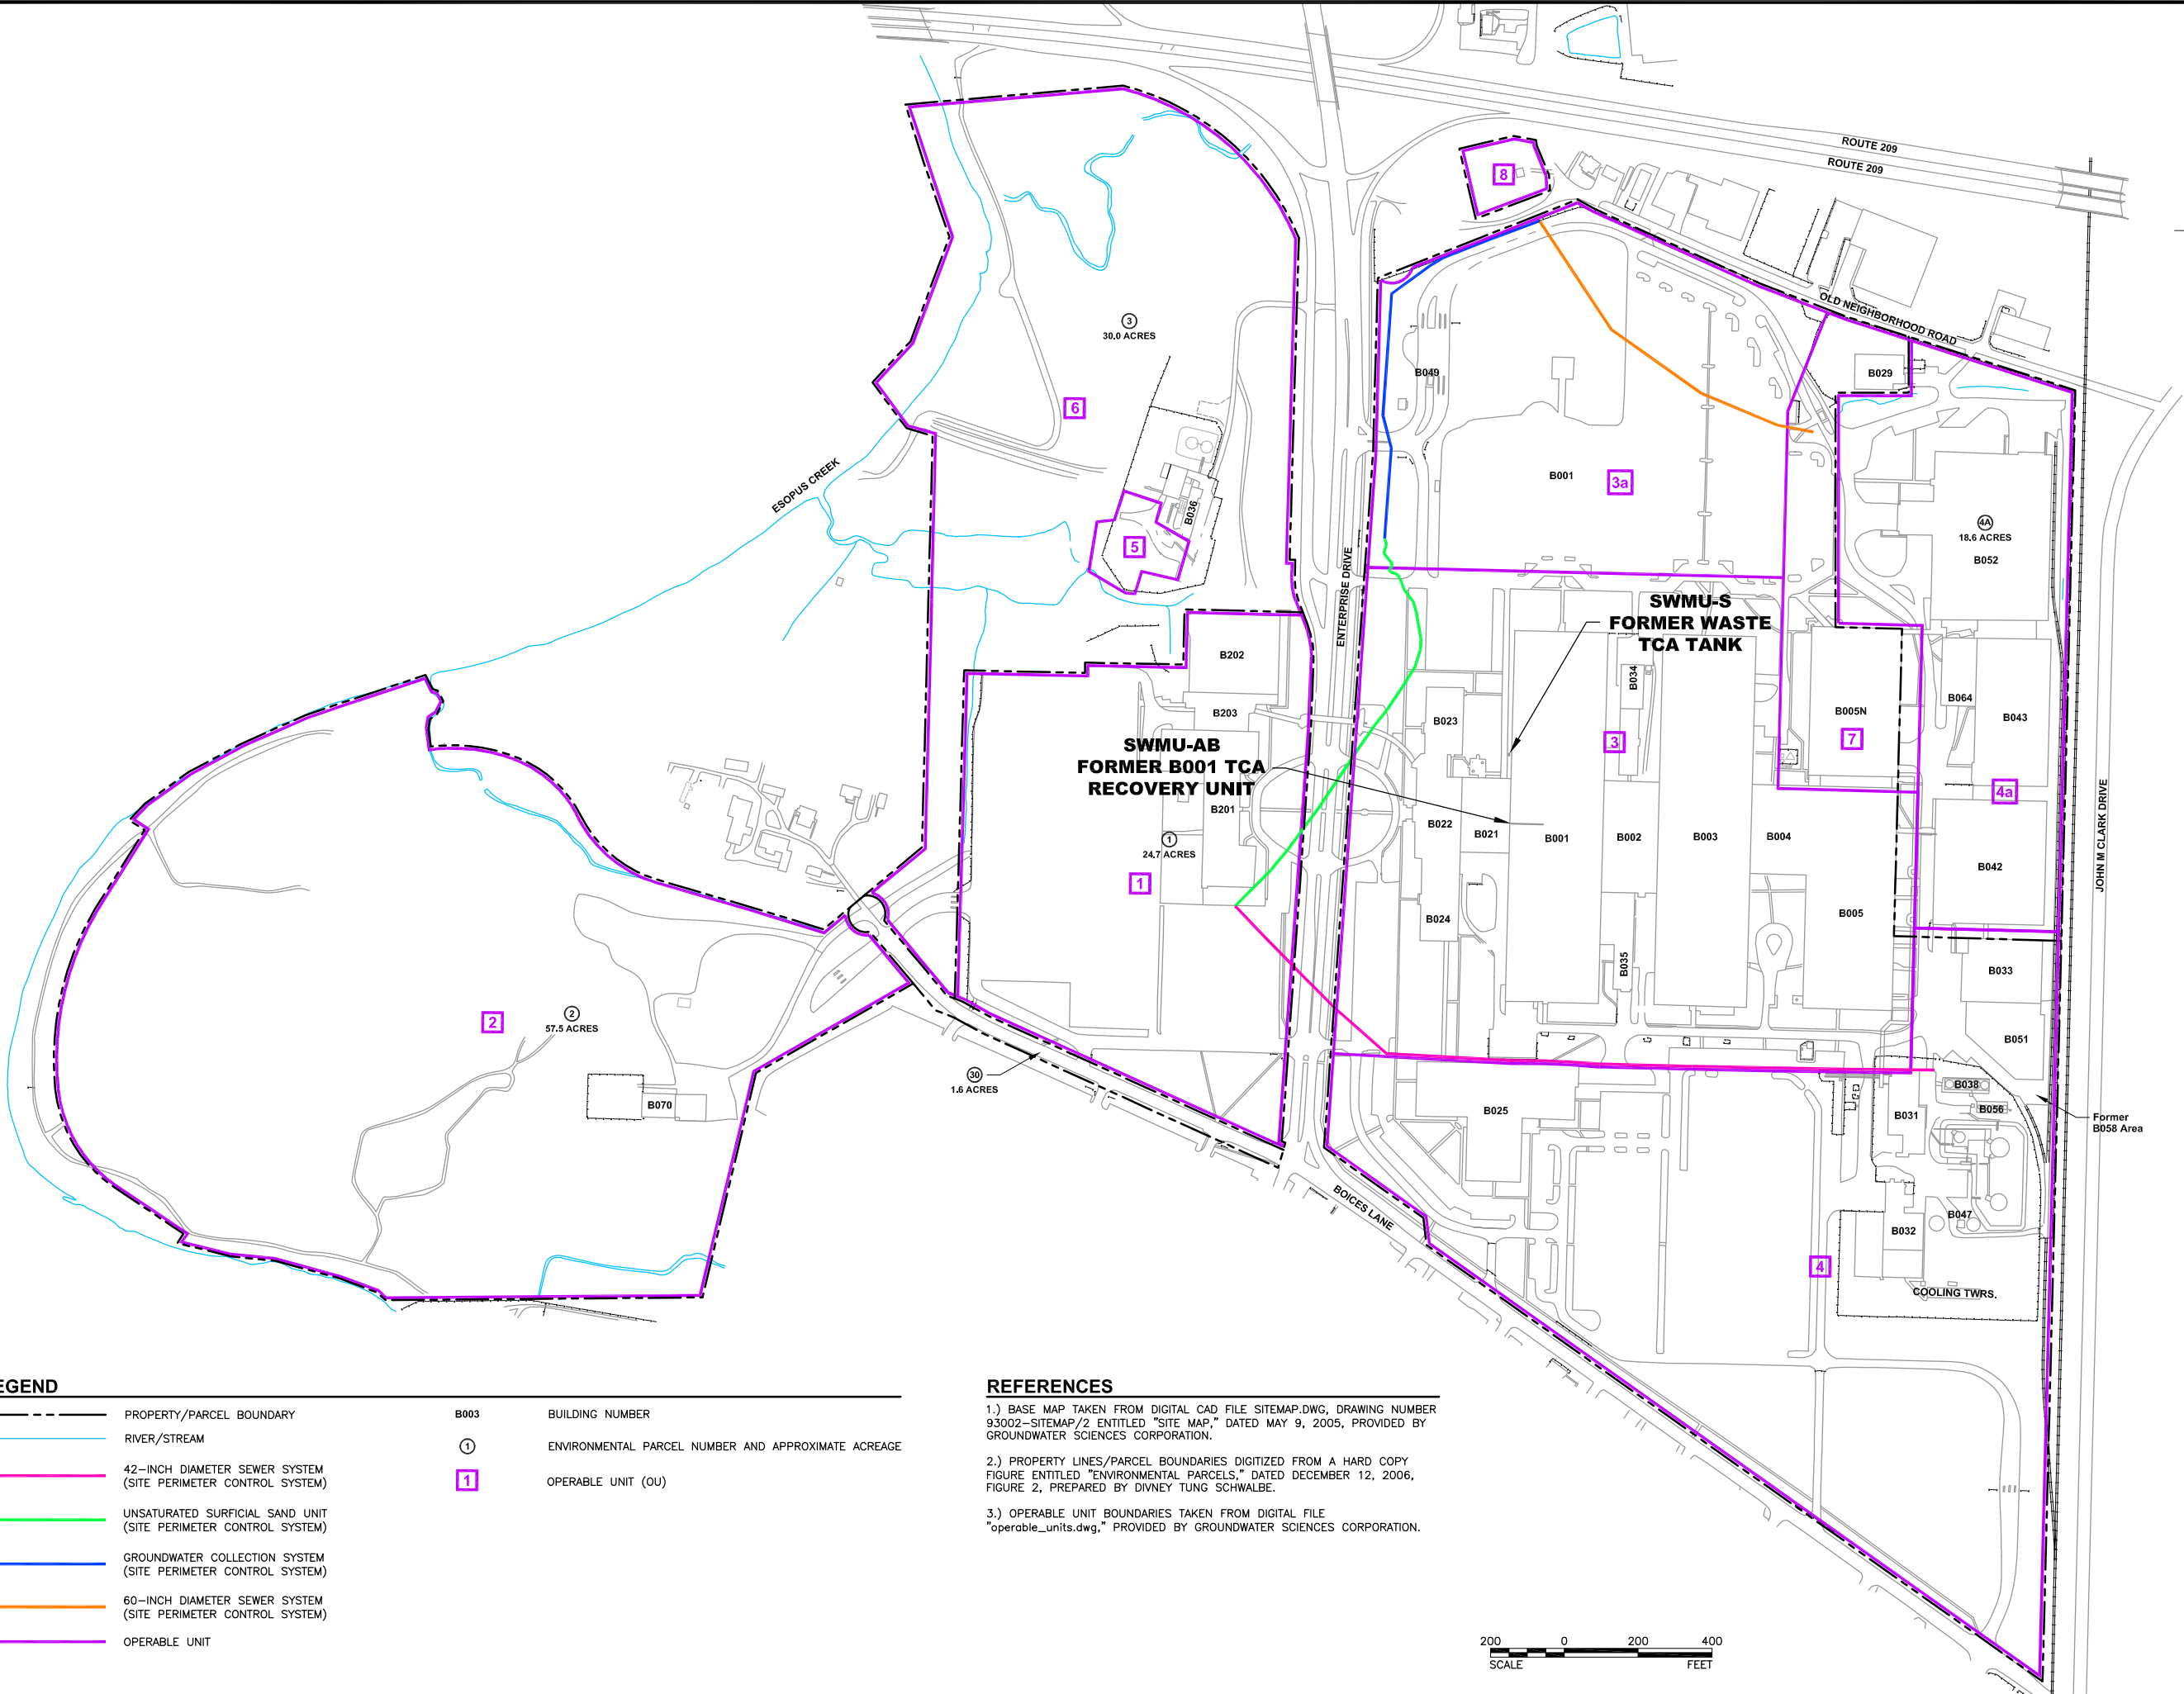 ROUTE 209
ROUTE 209
8
OLD NEIGHBORHOOD ROAD
3
30.0 ACRES
B049
B029
6
ESOPUS CREEK
B001
3a
B036
5
4A
18.6 ACRES
B052
ENTERPRISE DRIVE
SWMU-S
FORMER WASTE
TCA TANK
B202
B034
B064
B203
B023
B005N
B043
SWMU-AB
FORMER B001 TCA
RECOVERY UNIT
3
7
4a
JOHN M CLARK DRIVE
B201
1
24.7 ACRES
B022
B021
B001
B002
B003
B004
B042
1
B024
B005
B035
B033
2
2
57.5 ACRES
B051
30
1.6 ACRES
B070
B025
B038
B056
B031
Former
B058 Area
BOICES LANE
B047
B032
4
COOLING TWRS.
EGEND
PROPERTY/PARCEL BOUNDARY
RIVER/STREAM
42-INCH DIAMETER SEWER SYSTEM
(SITE PERIMETER CONTROL SYSTEM)
UNSATURATED SURFICIAL SAND UNIT
(SITE PERIMETER CONTROL SYSTEM)
GROUNDWATER COLLECTION SYSTEM
(SITE PERIMETER CONTROL SYSTEM)
60-INCH DIAMETER SEWER SYSTEM
(SITE PERIMETER CONTROL SYSTEM)
OPERABLE UNIT
B003 BUILDING NUMBER
1 ENVIRONMENTAL PARCEL NUMBER AND APPROXIMATE ACREAGE
1 OPERABLE UNIT (OU)
REFERENCES
1.) BASE MAP TAKEN FROM DIGITAL CAD FILE SITEMAP.DWG, DRAWING NUMBER
93002-SITEMAP/2 ENTITLED "SITE MAP," DATED MAY 9, 2005, PROVIDED BY
GROUNDWATER SCIENCES CORPORATION.
2.) PROPERTY LINES/PARCEL BOUNDARIES DIGITIZED FROM A HARD COPY
FIGURE ENTITLED "ENVIRONMENTAL PARCELS," DATED DECEMBER 12, 2006,
FIGURE 2, PREPARED BY DIVNEY TUNG SCHWALBE.
3.) OPERABLE UNIT BOUNDARIES TAKEN FROM DIGITAL FILE
"operable_units.dwg," PROVIDED BY GROUNDWATER SCIENCES CORPORATION.
200 0 200 400
SCALE FEET